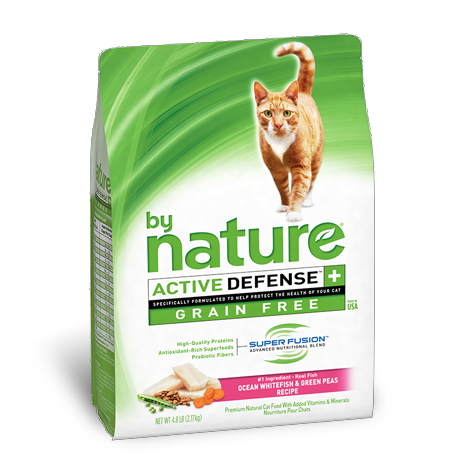 by
nature®
ACTIVE DEFENSE™ +
SPECIFICALLY FORMULATED TO HELP PROTECT THE HEALTH OF YOUR CAT
GRAIN FREE
MADE IN
USA
High-Quality Proteins
Antioxidant-Rich Superfoods
Probiotic Fibers
SUPER FUSION™
ADVANCED NUTRITIONAL BLEND
#1 Ingredient - Real Fish
OCEAN WHITEFISH & GREEN PEAS
RECIPE
Premium Natural Cat Food With Added Vitamins & Minerals
Nourriture Pour Chats
NET WT 4.8 LB (2.17kg)